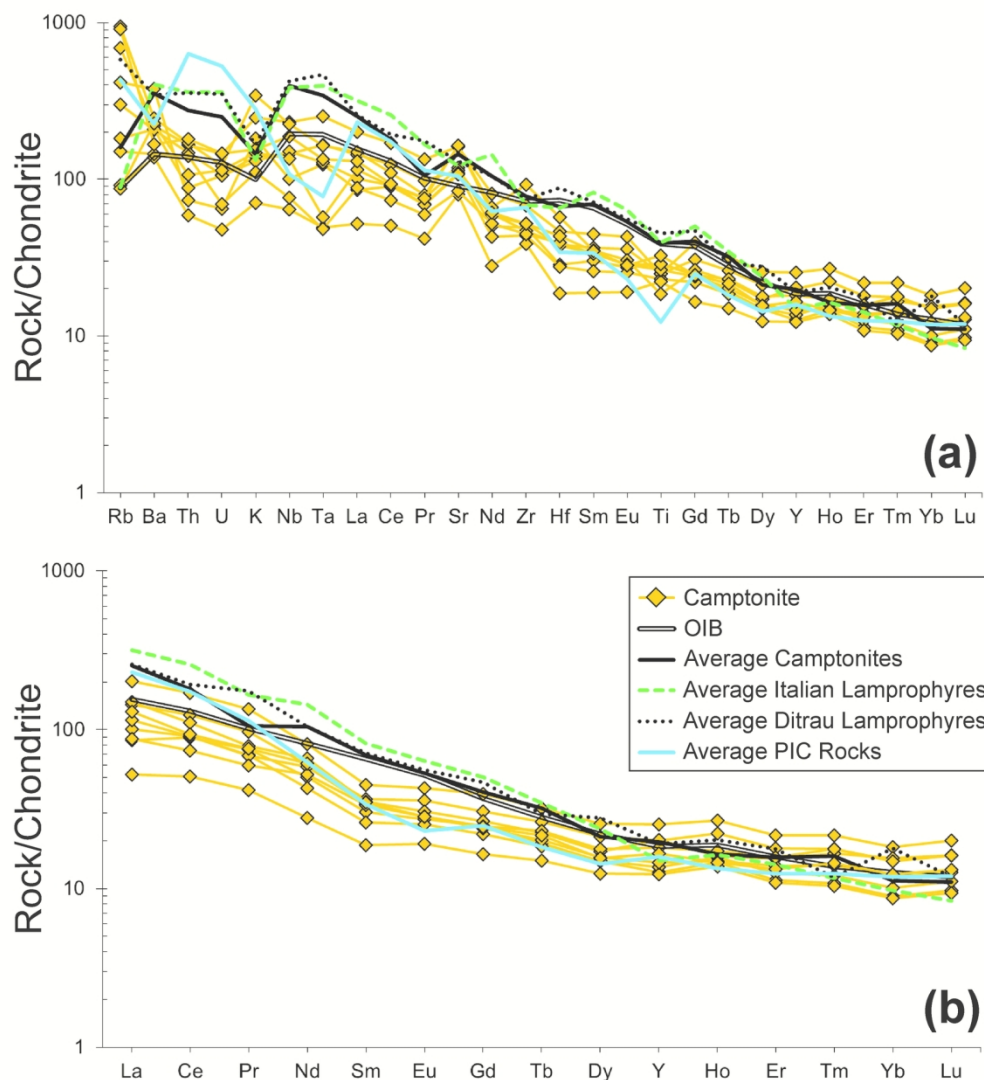 1000
100
10
1
Rock/Chondrite
(a)
Rb Ba Th U K Nb Ta La Ce Pr Sr Nd Zr Hf Sm Eu Ti Gd Tb Dy Y Ho Er Tm Yb Lu
1000
100
10
1
Rock/Chondrite
Camptonite
OIB
Average Camptonites
Average Italian Lamprophyres
Average Ditrau Lamprophyres
Average PIC Rocks
(b)
La Ce Pr Nd Sm Eu Gd Tb Dy Y Ho Er Tm Yb Lu